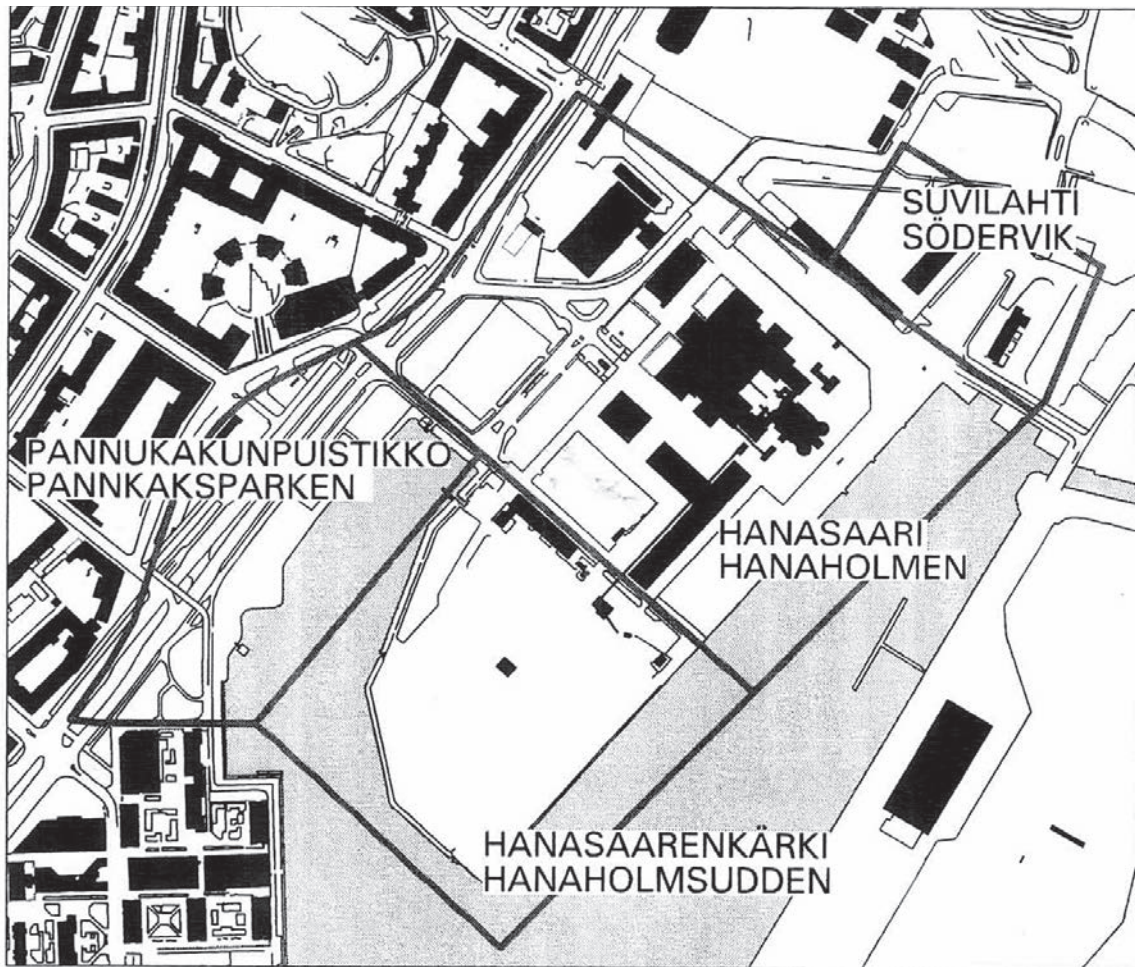 SUVILAHTI
SÖDERVIK
PANNUKAKUNPUISTIKKO
PANNKAKSPARKEN
HANASAARI
HANAHOLMEN
HANASAARENKÄRKI
HANAHOLMSUDDEN